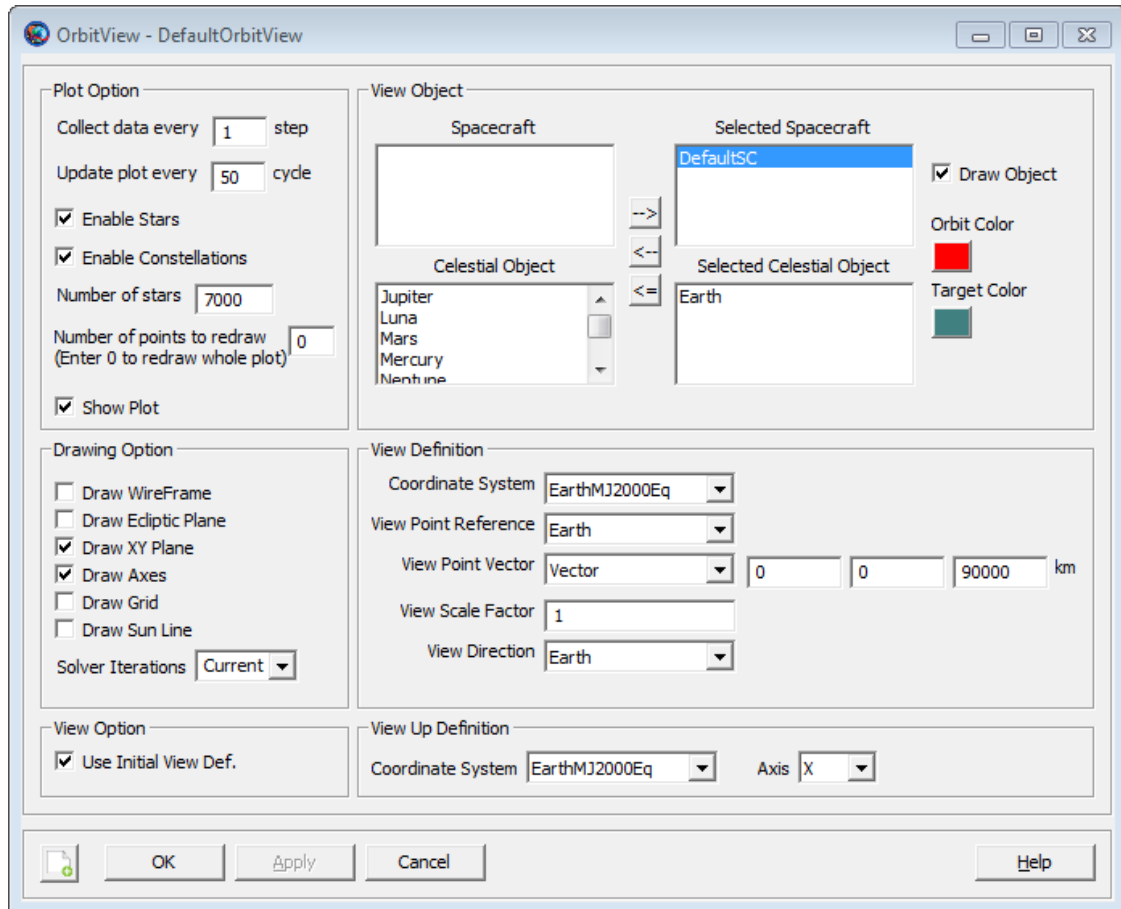 OrbitView - DefaultOrbitView
Plot Option
Collect data every 1 step
Update plot every 50 cycle
Enable Stars
Enable Constellations
Number of stars 7000
Number of points to redraw
(Enter 0 to redraw whole plot) 0
Show Plot
View Object
Spacecraft
Selected Spacecraft
DefaultSC
Draw Object
-->
<--
<=
Orbit Color
Target Color
Celestial Object
Jupiter
Luna
Mars
Mercury
Neptune
Selected Celestial Object
Earth
Drawing Option
Draw WireFrame
Draw Ecliptic Plane
Draw XY Plane
Draw Axes
Draw Grid
Draw Sun Line
Solver Iterations Current
View Definition
Coordinate System EarthMJ2000Eq
View Point Reference Earth
View Point Vector Vector 0 0 90000 km
View Scale Factor 1
View Direction Earth
View Option
Use Initial View Def.
View Up Definition
Coordinate System EarthMJ2000Eq Axis X
OK Apply Cancel Help